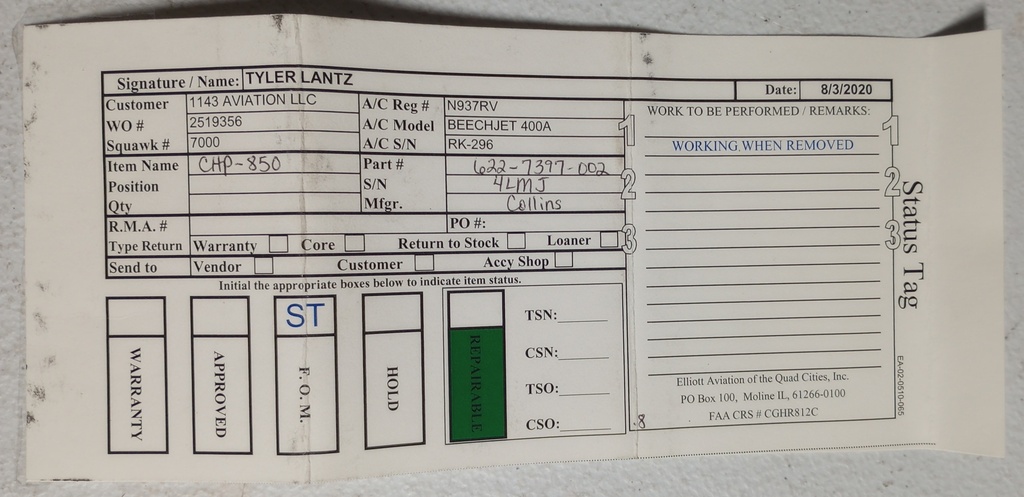 Signature / Name: TYLER LANTZ Date: 8/3/2020
Customer 1143 AVIATION LLC A/C Reg # N937RV
WO # 2519356 A/C Model BEECHJET 400A
Squawk # 7000 A/C S/N RK-296
Item Name CHP-850 Part # 622-7397-002
Position S/N 4LMJ
Qty Mfgr. Collins
R.M.A. # PO #:
Type Return Warranty Core Return to Stock Loaner
Send to Vendor Customer Accy Shop
Initial the appropriate boxes below to indicate item status.
WARRANTY
APPROVED
ST
F. O. M.
HOLD
REPAIRABLE
TSN:
CSN:
TSO:
CSO:
1
2
3
WORK TO BE PERFORMED / REMARKS:
WORKING WHEN REMOVED
Elliott Aviation of the Quad Cities, Inc.
PO Box 100, Moline IL, 61266-0100
FAA CRS # CGHR812C
.8
1
2
3
Status Tag
EA-02-0510-065